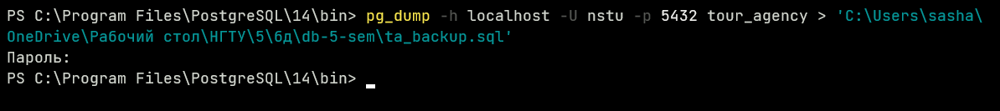 PS C:\Program Files\PostgreSQL\14\bin> pg_dump -h localhost -U nstu -p 5432 tour_agency > 'C:\Users\sasha\
OneDrive\Рабочий стол\НГТУ\5\бд\db-5-sem\ta_backup.sql'
Пароль:
PS C:\Program Files\PostgreSQL\14\bin>